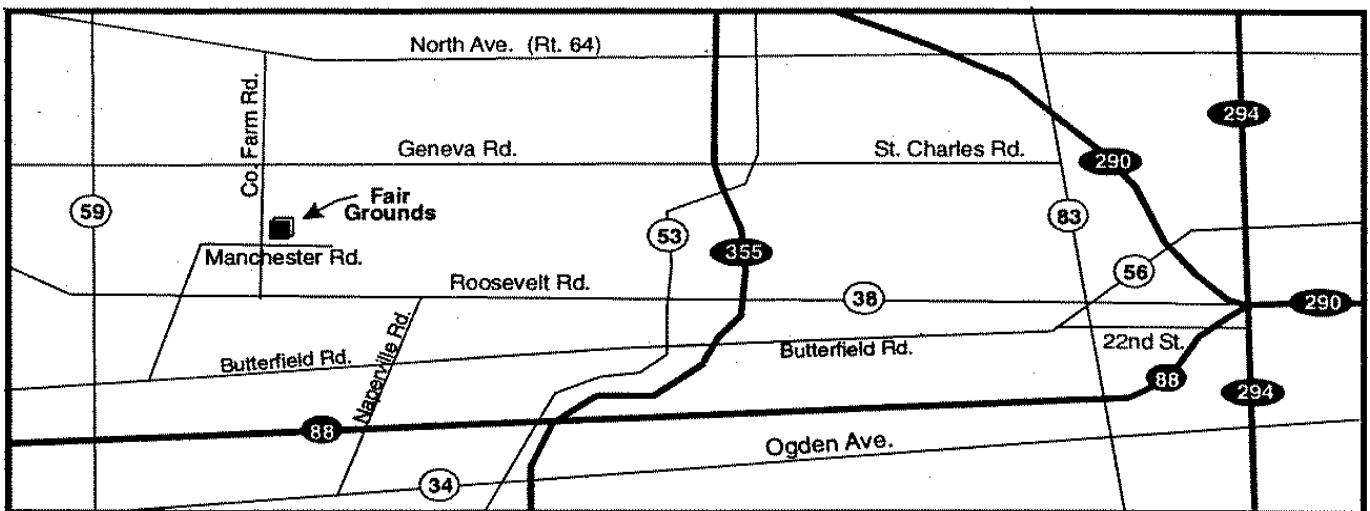 North Ave. (Rt. 64)
Co. Farm Rd.
294
Geneva Rd.
St. Charles Rd.
290
Fair
Grounds
59
83
53
355
Manchester Rd.
56
Roosevelt Rd.
38
290
Naperville Rd.
Butterfield Rd.
Butterfield Rd.
22nd St.
88
294
88
Ogden Ave.
34